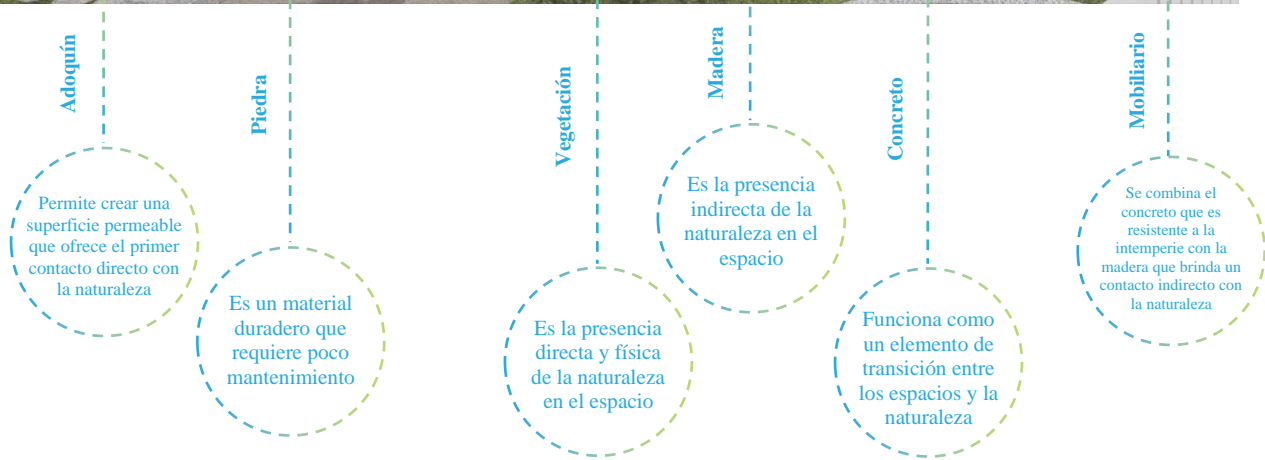 Adoquín
Permite crear una
superficie permeable
que ofrece el primer
contacto directo con
la naturaleza
Piedra
Es un material
duradero que
requiere poco
mantenimiento
Vegetación
Es la presencia
directa y física
de la naturaleza
en el espacio
Madera
Es la presencia
indirecta de la
naturaleza en el
espacio
Concreto
Funciona como
un elemento de
transición entre
los espacios y la
naturaleza
Mobiliario
Se combina el
concreto que es
resistente a la
intemperie con la
madera que brinda un
contacto indirecto con
la naturaleza